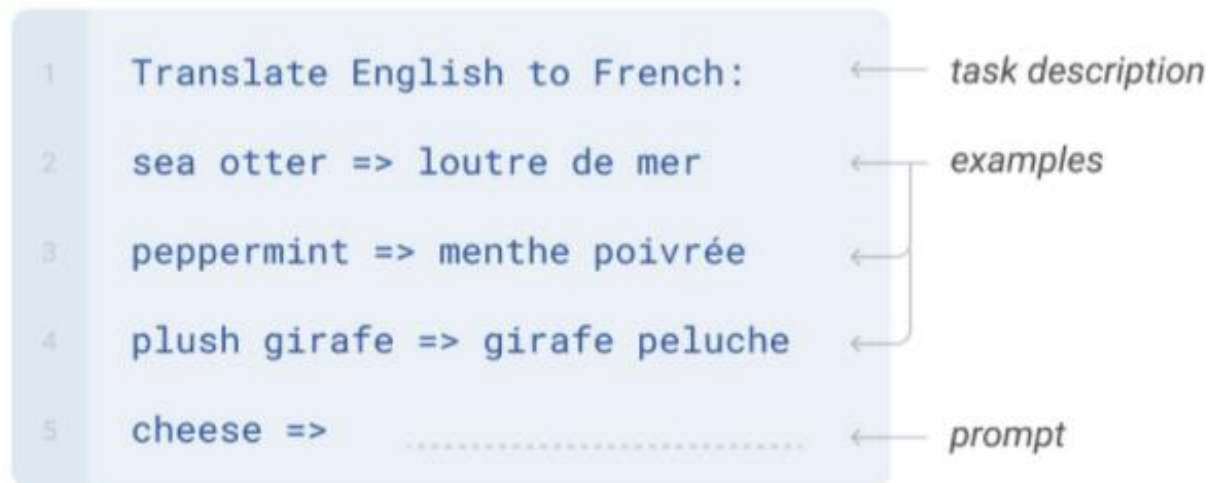 1 Translate English to French: task description
2 sea otter => loutre de mer examples
3 peppermint => menthe poivrée
4 plush girafe => girafe peluche
5 cheese => prompt